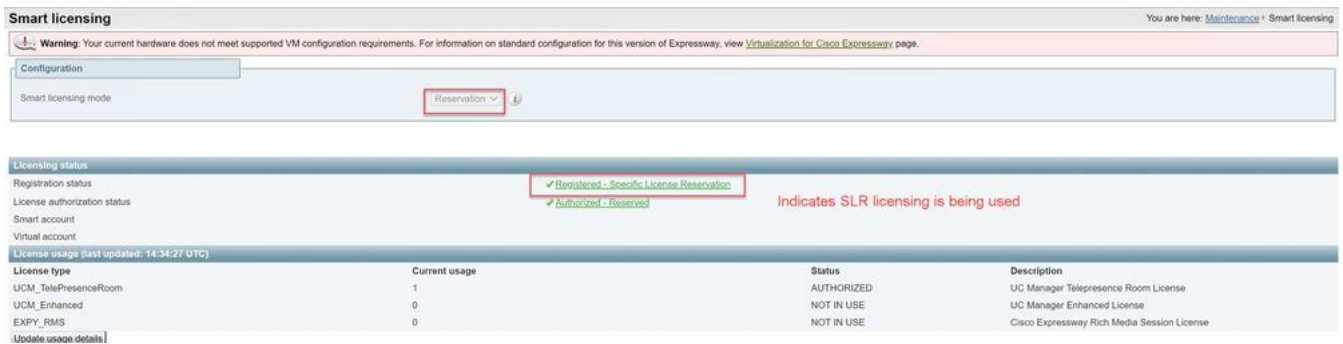 Smart licensing
You are here: Maintenance Smart licensing
Warning: Your current hardware does not meet supported VM configuration requirements. For information on standard configuration for this version of Expressway, view Virtualization for Cisco Expressway page.
Configuration
Smart licensing mode Reservation
Licensing status
Registration status Registered - Specific License Reservation
License authorization status Authorized - Reserved Indicates SLR licensing is being used
Smart account
Virtual account
License usage (last updated: 14:34:27 UTC)
License type Current usage Status Description
UCM_TelePresenceRoom 1 AUTHORIZED UC Manager Telepresence Room License
UCM_Enhanced 0 NOT IN USE UC Manager Enhanced License
EXPY_RMS 0 NOT IN USE Cisco Expressway Rich Media Session License
Update usage details